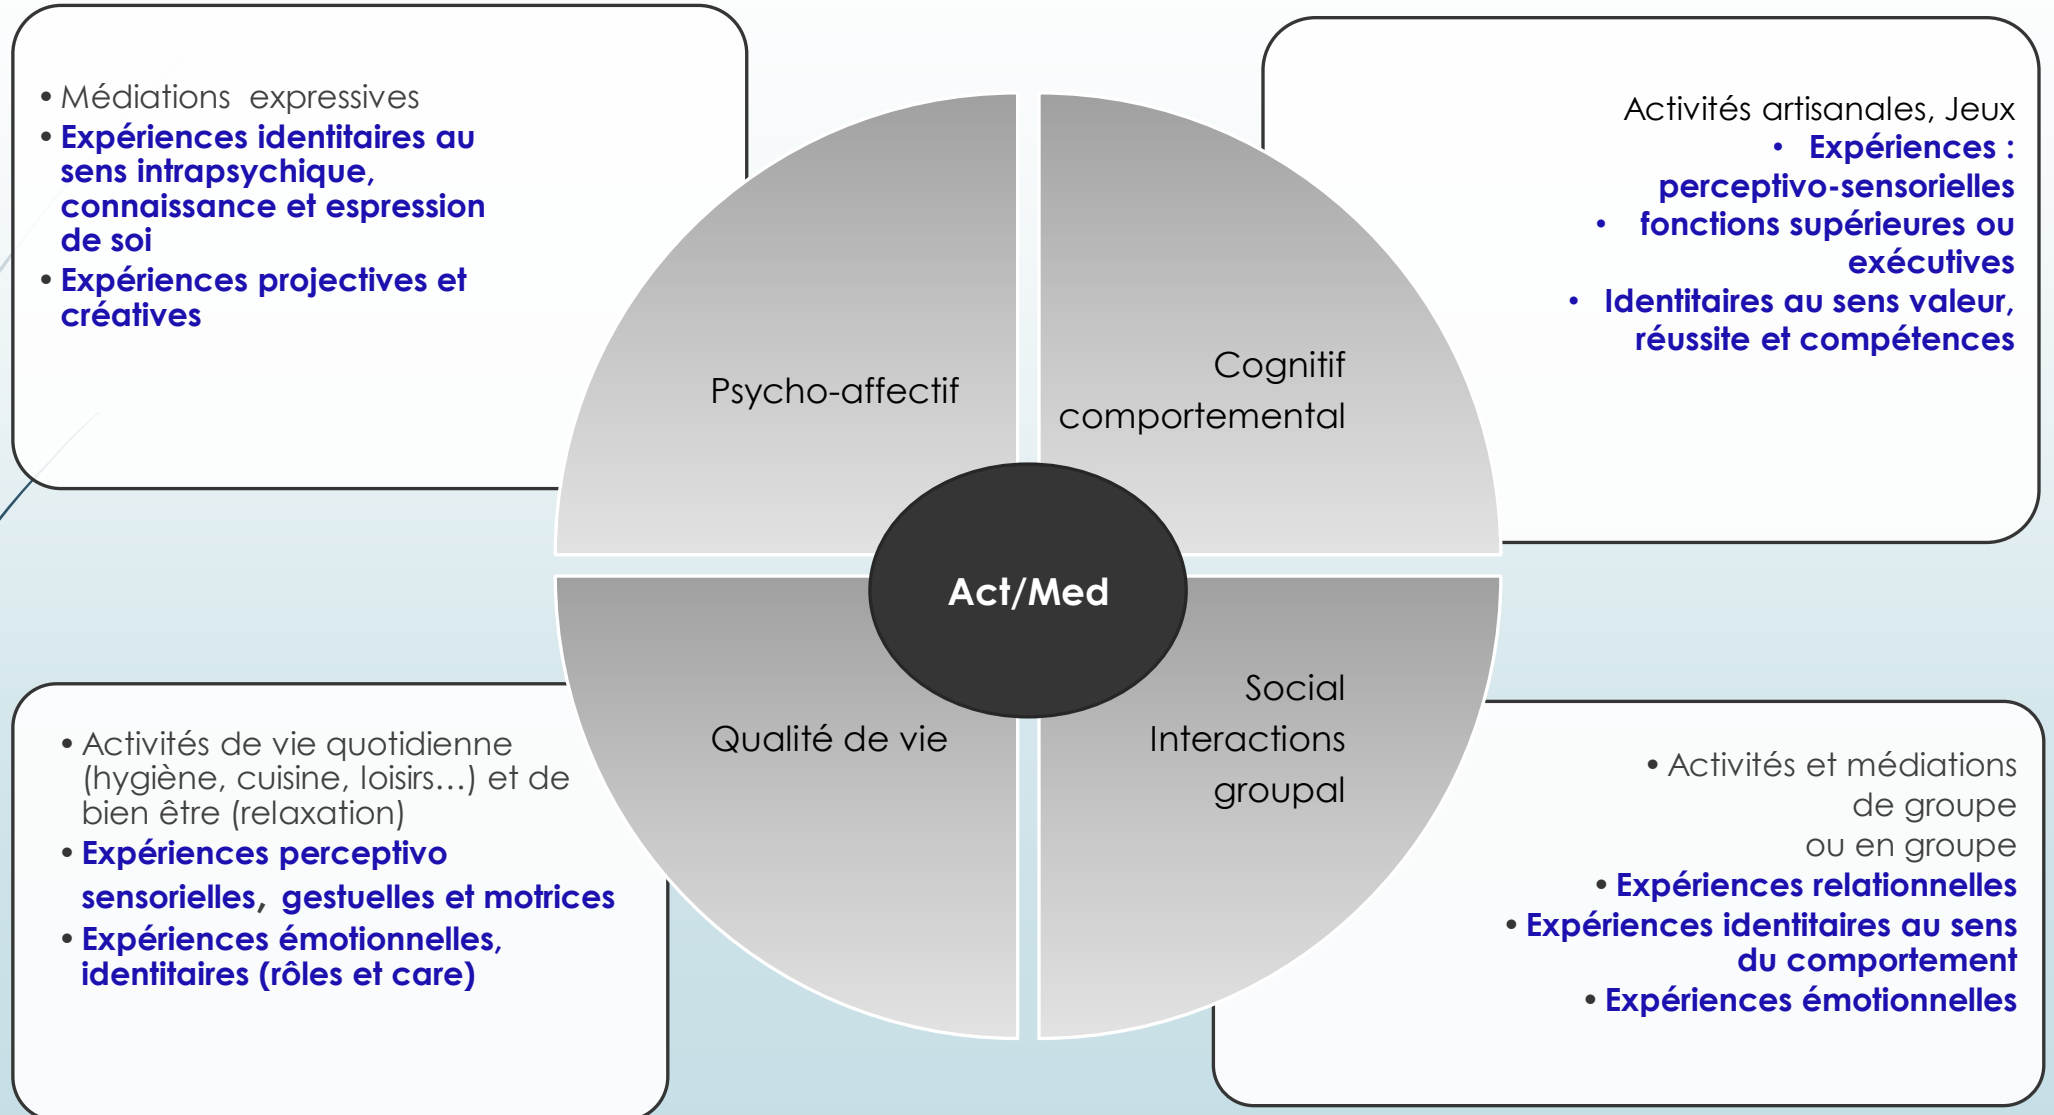 • Médiations expressives
• Expériences identitaires au
sens intrapsychique,
connaissance et espression
de soi
• Expériences projectives et
créatives
Activités artisanales, Jeux
• Expériences :
perceptivo-sensorielles
• fonctions supérieures ou
exécutives
• Identitaires au sens valeur,
réussite et compétences
Psycho-affectif
Cognitif
comportemental
Act/Med
Qualité de vie
Social
Interactions
groupal
• Activités de vie quotidienne
(hygiène, cuisine, loisirs...) et de
bien être (relaxation)
• Expériences perceptivo
sensorielles, gestuelles et motrices
• Expériences émotionnelles,
identitaires (rôles et care)
• Activités et médiations
de groupe
ou en groupe
• Expériences relationnelles
• Expériences identitaires au sens
du comportement
• Expériences émotionnelles